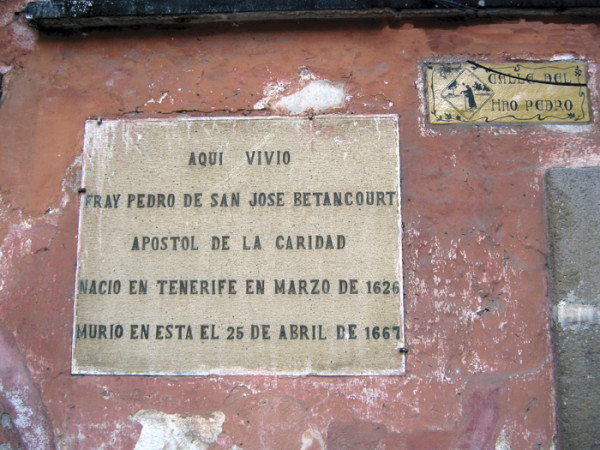 AQUI VIVIO
FRAY PEDRO DE SAN JOSE BETANCOURT
APOSTOL DE LA CARIDAD
NACIO EN TENERIFE EN MARZO DE 1626
MURIO EN ESTA EL 25 DE ABRIL DE 1667
CALLE DEL
HNO PEDRO